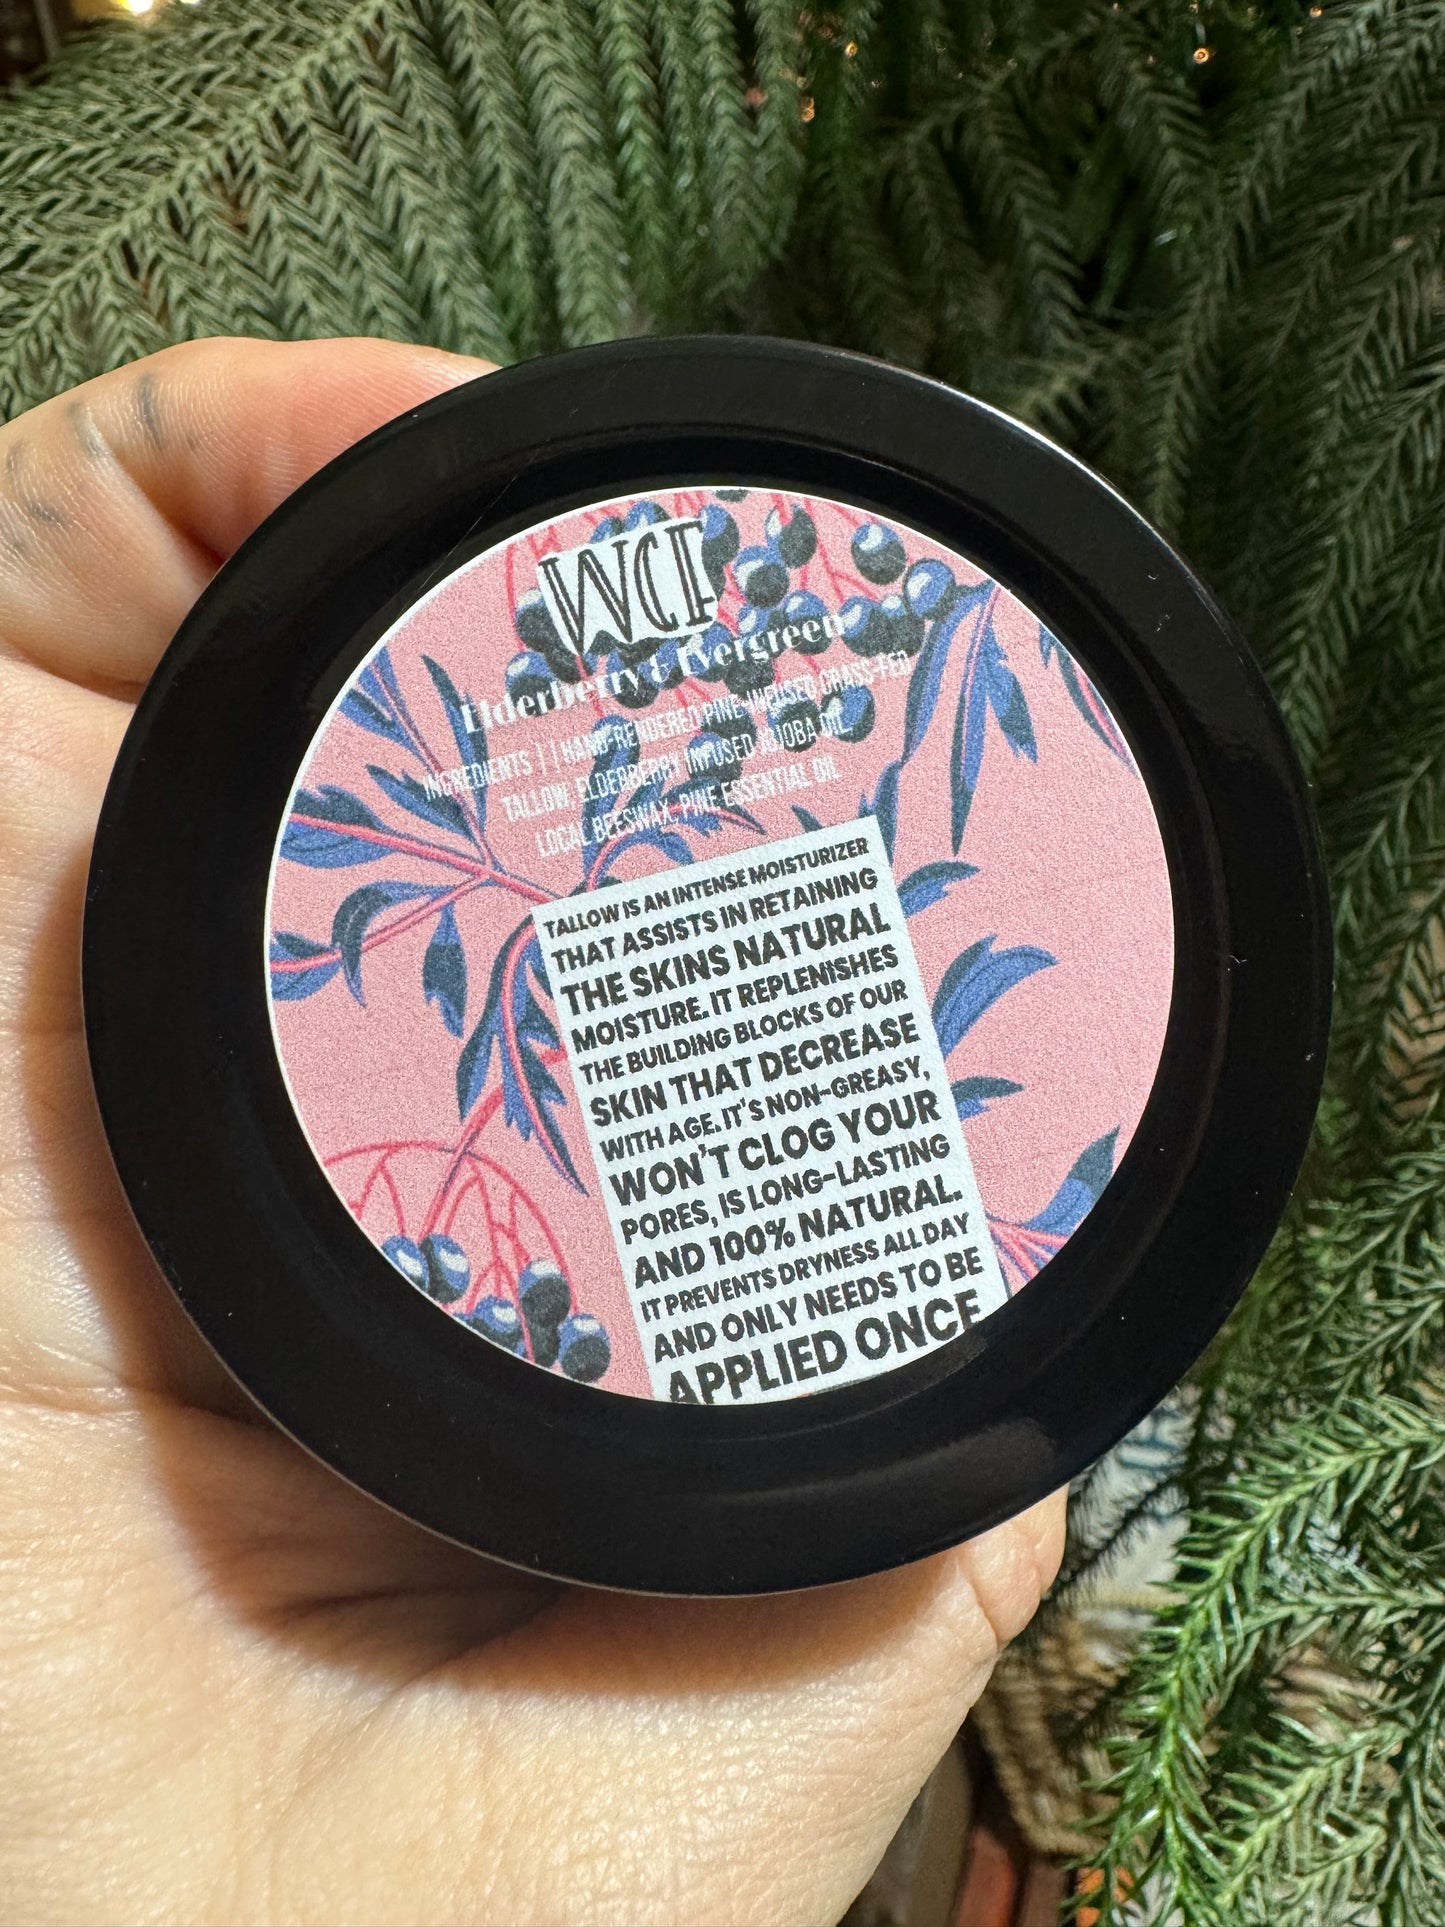 WCF
Elderberry & Evergreen
INGREDIENTS || HAND-RENDERED PINE-INFUSED GRASS-FED
TALLOW, ELDERBERRY INFUSED JOJOBA OIL,
LOCAL BEESWAX, PINE ESSENTIAL OIL
TALLOW IS AN INTENSE MOISTURIZER
THAT ASSISTS IN RETAINING
THE SKINS NATURAL
MOISTURE. IT REPLENISHES
THE BUILDING BLOCKS OF OUR
SKIN THAT DECREASE
WITH AGE. IT'S NON-GREASY,
WON'T CLOG YOUR
PORES, IS LONG-LASTING
AND 100% NATURAL.
IT PREVENTS DRYNESS ALL DAY
AND ONLY NEEDS TO BE
APPLIED ONCE